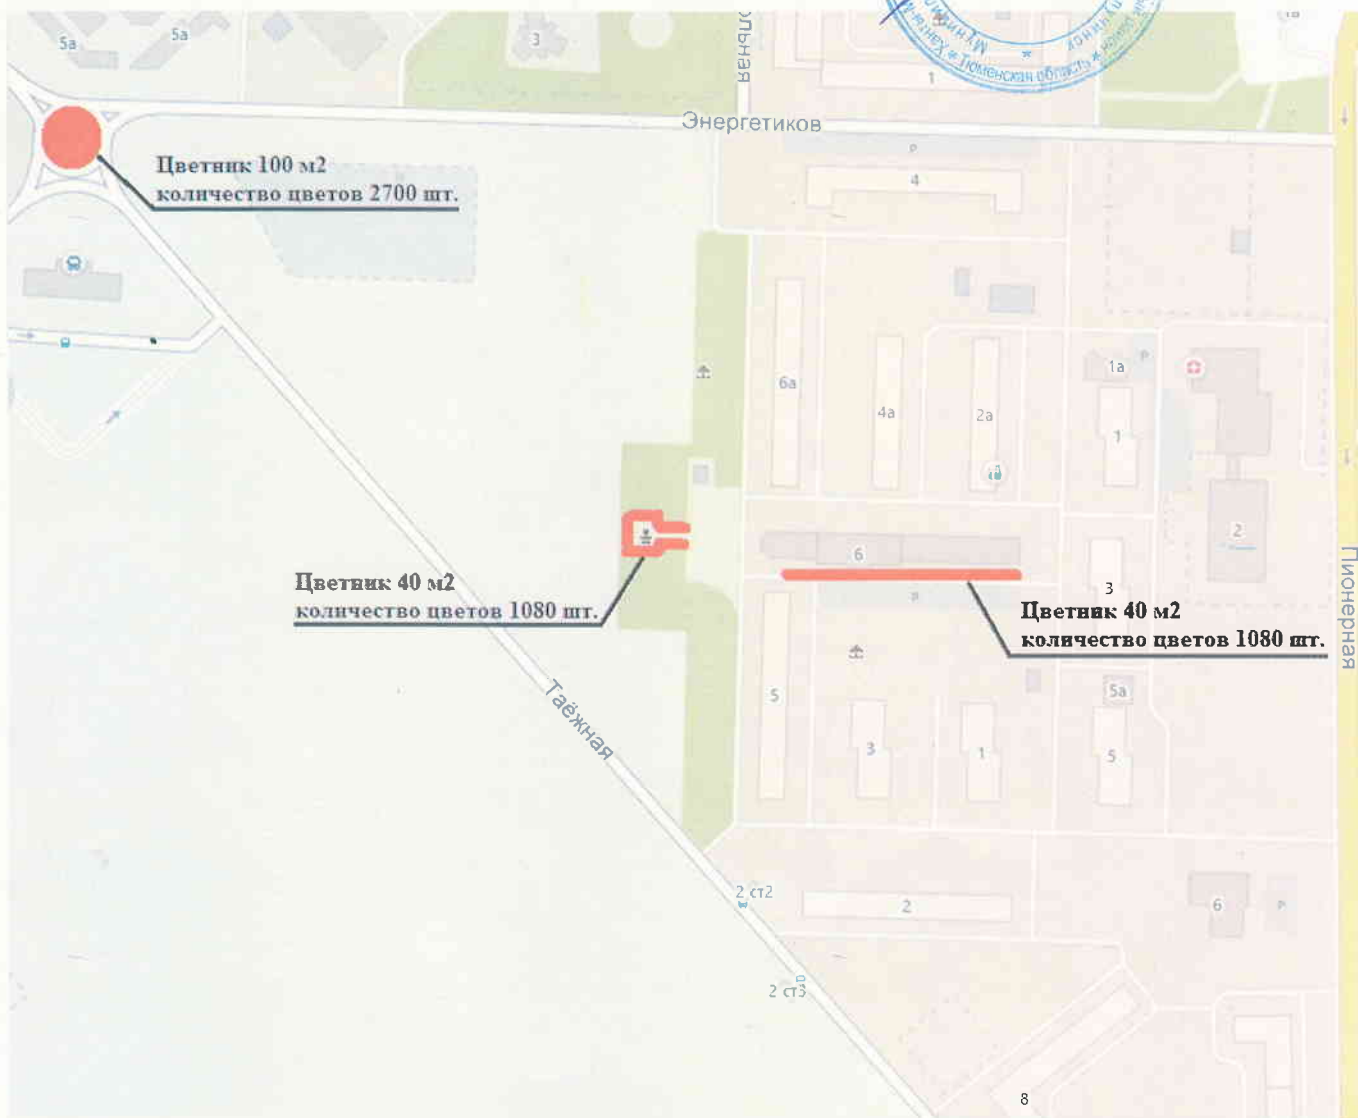 5а
5а
3
1
1а
Тюменская область *
Энергетиков
Р
4
Цветник 100 м2
количество цветов 2700 шт.
6а
4а
2а
1а
Р
1
2
6
3
Р
Цветник 40 м2
количество цветов 1080 шт.
Цветник 40 м2
количество цветов 1080 шт.
Пионерная
Таёжная
5
3
1
5а
5
2 ст2
2
6
Р
2 ст3
8